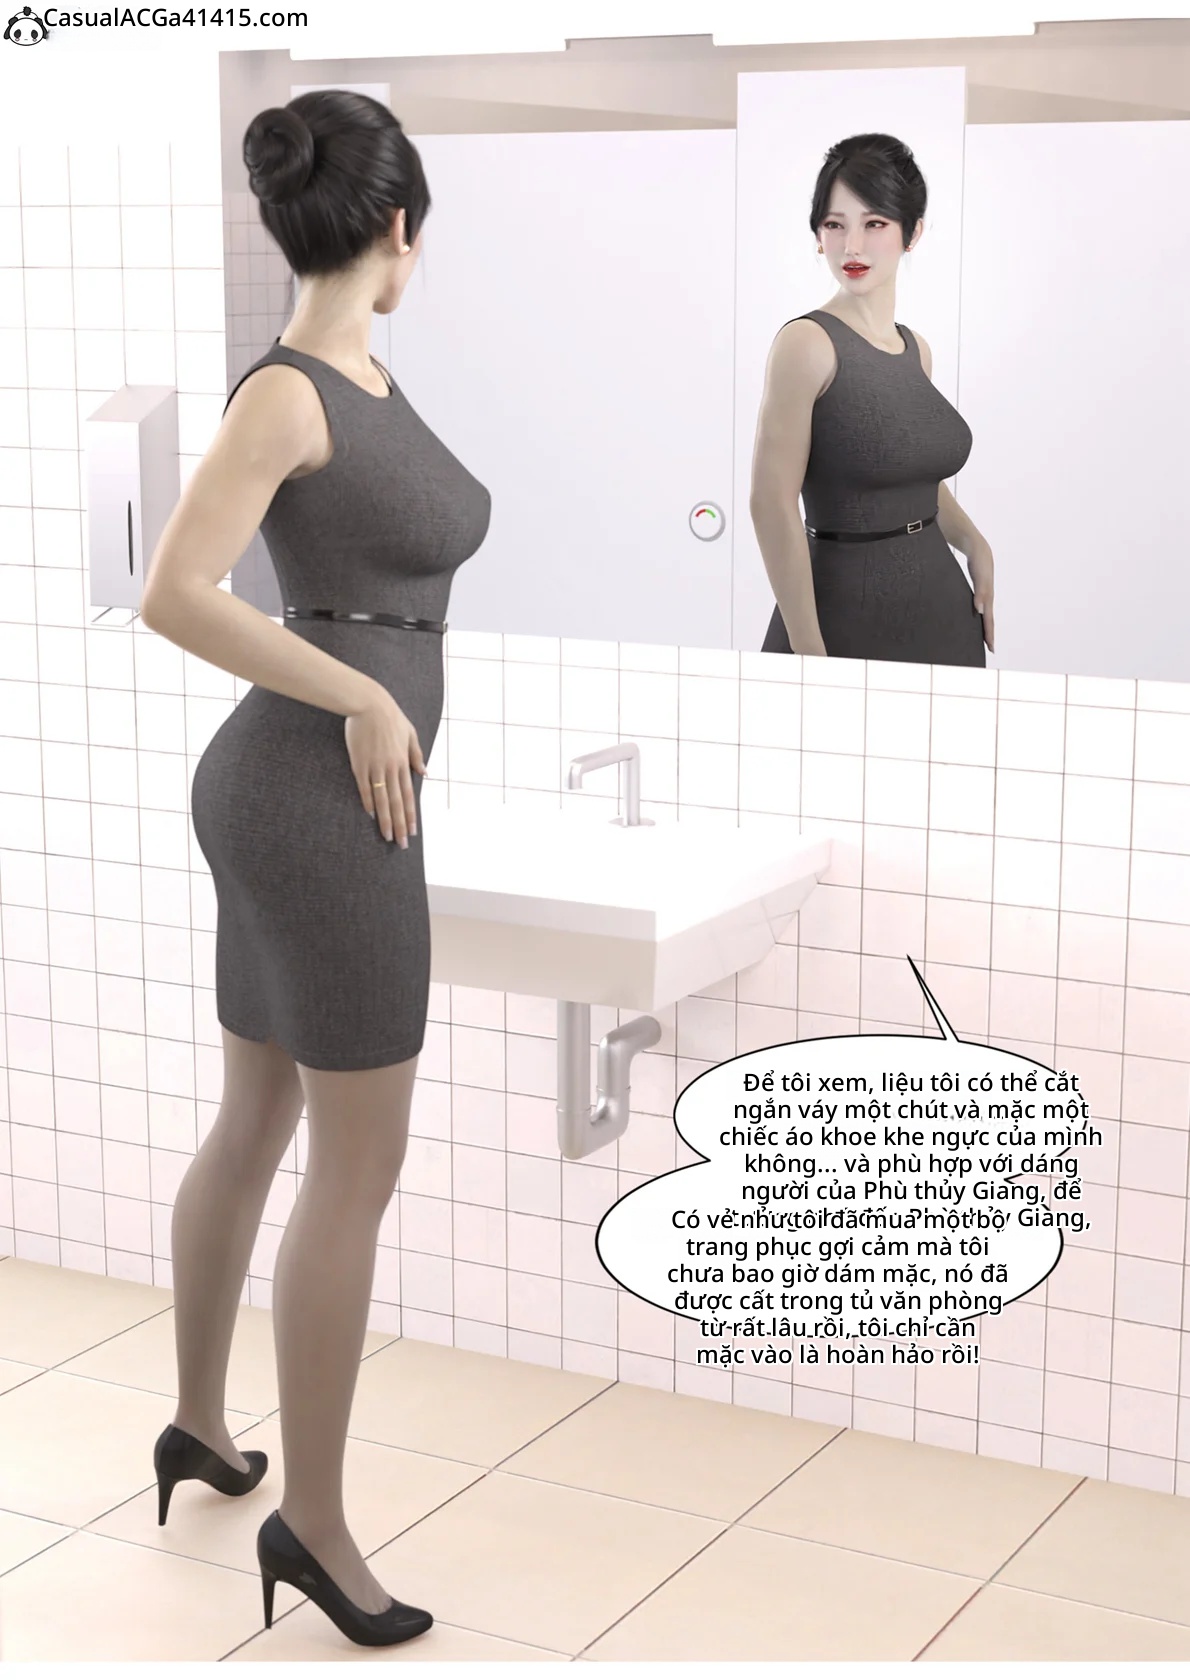 CasualACGa41415.com
Để tôi xem, liệu tôi có thể cắt
ngắn váy một chút và mặc một
chiếc áo khoe khe ngực của mình
không... và phù hợp với dáng
người của Phù thủy Giang, để
Giang,
Có vẻ như tôi đã mua một bộ
trang phục gợi cảm mà tôi
chưa bao giờ dám mặc, nó đã
được cất trong tủ văn phòng
từ rất lâu rồi, tôi chỉ cần
mặc vào là hoàn hảo rồi!